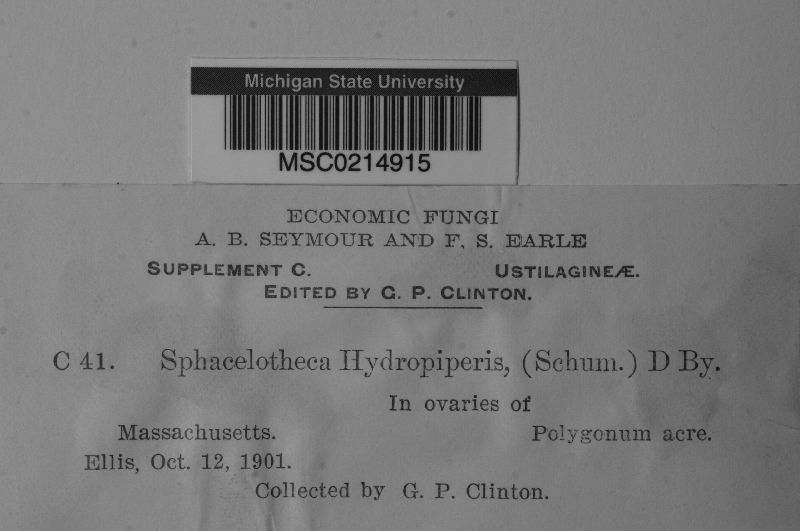 Michigan State University
MSC0214915
ECONOMIC FUNGI
A. B. SEYMOUR AND F. S. EARLE
SUPPLEMENT C. USTILAGINEÆ.
EDITED BY G. P. CLINTON.
C 41. Sphacelotheca Hydropiperis, (Schum.) D By.
In ovaries of
Massachusetts. Polygonum acre.
Ellis, Oct. 12, 1901.
Collected by G. P. Clinton.